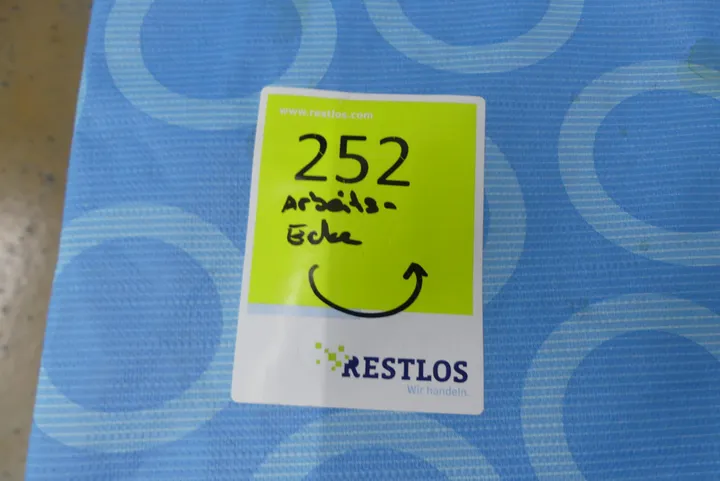 www.restlos.com
252
Arbeits-
Ecke
RESTLOS
Wir handeln.